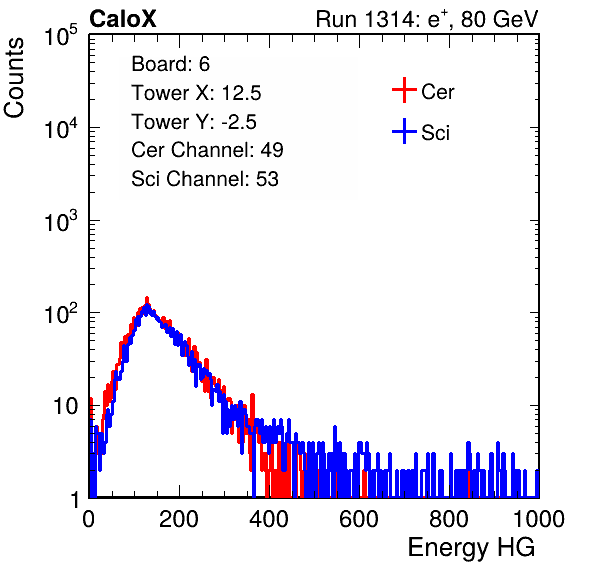 CaloX Run 1314: e⁺, 80 GeV
Counts
Board: 6
Tower X: 12.5
Tower Y: -2.5
Cer Channel: 49
Sci Channel: 53
Cer
Sci
10⁵
10⁴
10³
10²
10
1
0 200 400 600 800 1000
Energy HG